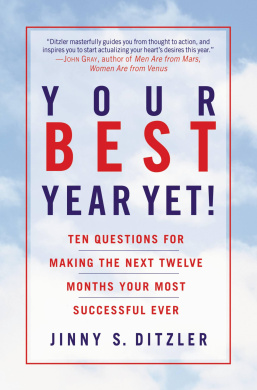 "Ditzler masterfully guides you from thought to action, and
inspires you to start actualizing your heart's desires this year."
—JOHN GRAY, author of Men Are from Mars,
Women Are from Venus
YOUR
BEST
YEAR YET!
TEN QUESTIONS FOR
MAKING THE NEXT TWELVE
MONTHS YOUR MOST
SUCCESSFUL EVER
JINNY S. DITZLER